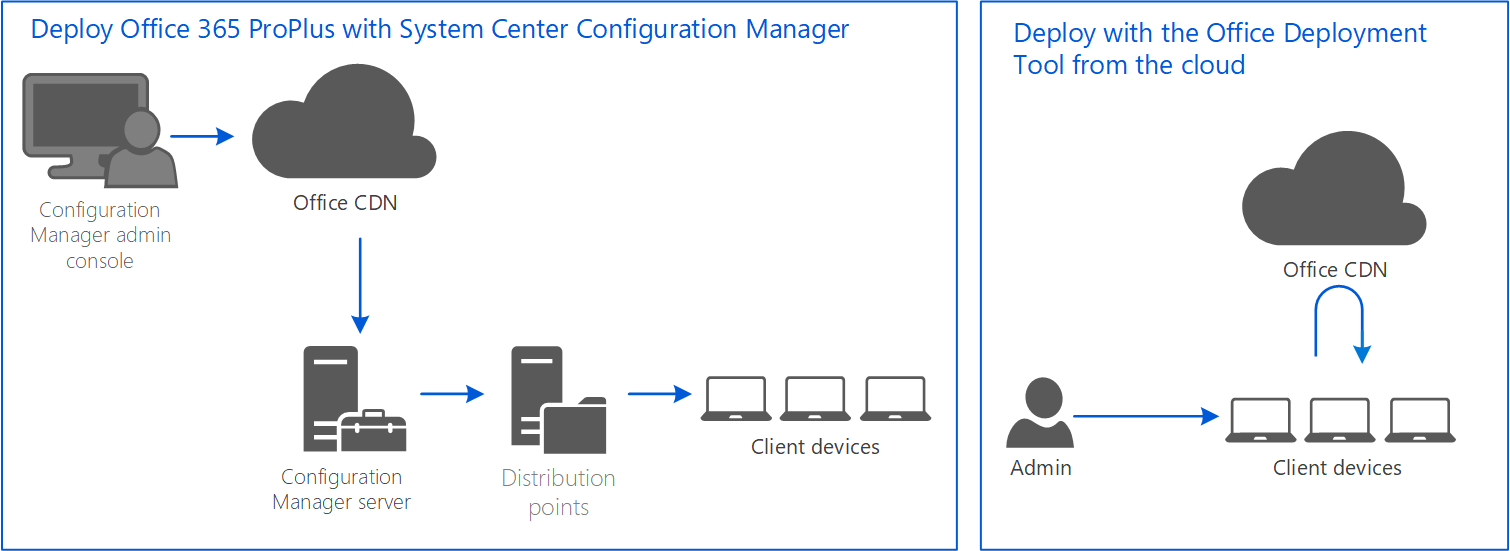 Deploy Office 365 ProPlus with System Center Configuration Manager
Configuration
Manager admin
console
Office CDN
Configuration
Manager server
Distribution
points
Client devices
Deploy with the Office Deployment
Tool from the cloud
Office CDN
Admin
Client devices